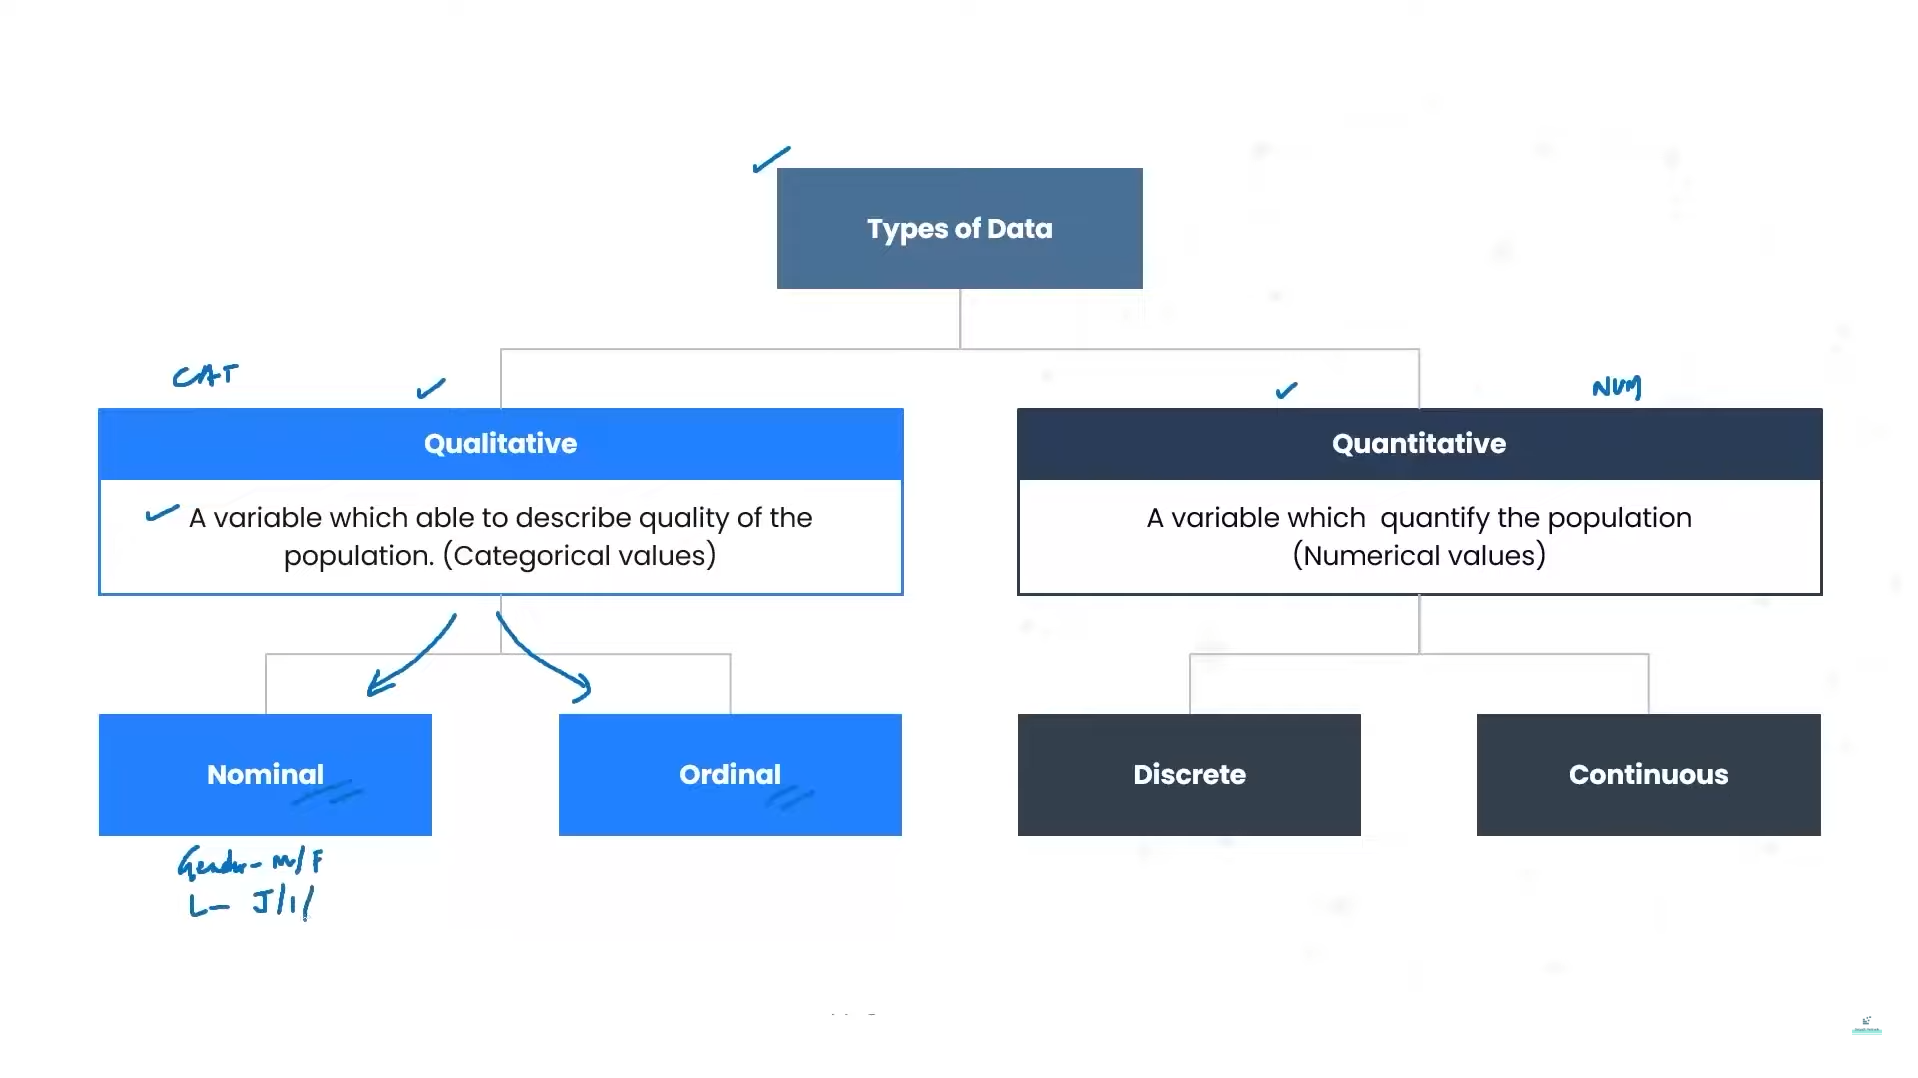 Types of Data
CAT
NUM
Qualitative
A variable which able to describe quality of the
population. (Categorical values)
Quantitative
A variable which quantify the population
(Numerical values)
Nominal
Ordinal
Discrete
Continuous
Gender- M/F
L- J/I/